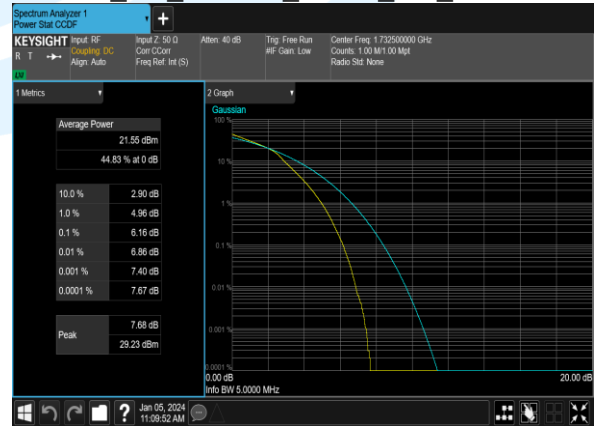 Spectrum Analyzer 1
Power Stat CCDF
KEYSIGHT
R T
LW
Input: RF
Coupling: DC
Align: Auto
Input Z: 50 Ω
Corr CCorr
Freq Ref: Int (S)
Atten: 40 dB
Trig: Free Run
#IF Gain: Low
Center Freq: 1.732500000 GHz
Counts: 1.00 M/1.00 Mpt
Radio Std: None
1 Metrics
Average Power
21.55 dBm
44.83 % at 0 dB
10.0 % 2.90 dB
1.0 % 4.96 dB
0.1 % 6.16 dB
0.01 % 6.86 dB
0.001 % 7.40 dB
0.0001 % 7.67 dB
Peak
7.68 dB
29.23 dBm
2 Graph
Gaussian
100 %
10 %
1 %
0.1 %
0.01 %
0.001 %
0.0001 %
0.00 dB
20.00 dB
Info BW 5.0000 MHz
?
Jan 05, 2024
11:09:52 AM